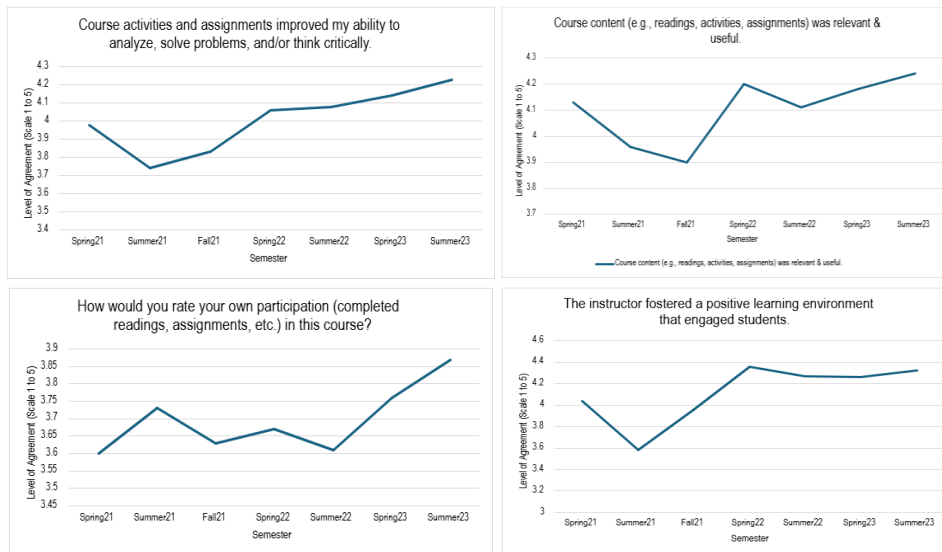 Course activities and assignments improved my ability to
analyze, solve problems, and/or think critically.
Level of Agreement (Scale 1 to 5)
4.3
4.2
4.1
4
3.9
3.8
3.7
3.6
3.5
3.4
Spring21 Summer21 Fall21 Spring22 Summer22 Spring23 Summer23
Semester
Course content (e.g., readings, activities, assignments) was relevant &
useful.
Level of Agreement (Scale 1 to 5)
4.3
4.2
4.1
4
3.9
3.8
3.7
Spring21 Summer21 Fall21 Spring22 Summer22 Spring23 Summer23
Semester
Course content (e.g., readings, activities, assignments) was relevant & useful.
How would you rate your own participation (completed
readings, assignments, etc.) in this course?
Level of Agreement (Scale 1 to 5)
3.9
3.85
3.8
3.75
3.7
3.65
3.6
3.55
3.5
3.45
Spring21 Summer21 Fall21 Spring22 Summer22 Spring23 Summer23
Semester
The instructor fostered a positive learning environment
that engaged students.
Level of Agreement (Scale 1 to 5)
4.6
4.4
4.2
4
3.8
3.6
3.4
3.2
3
Spring21 Summer21 Fall21 Spring22 Summer22 Spring23 Summer23
Semester